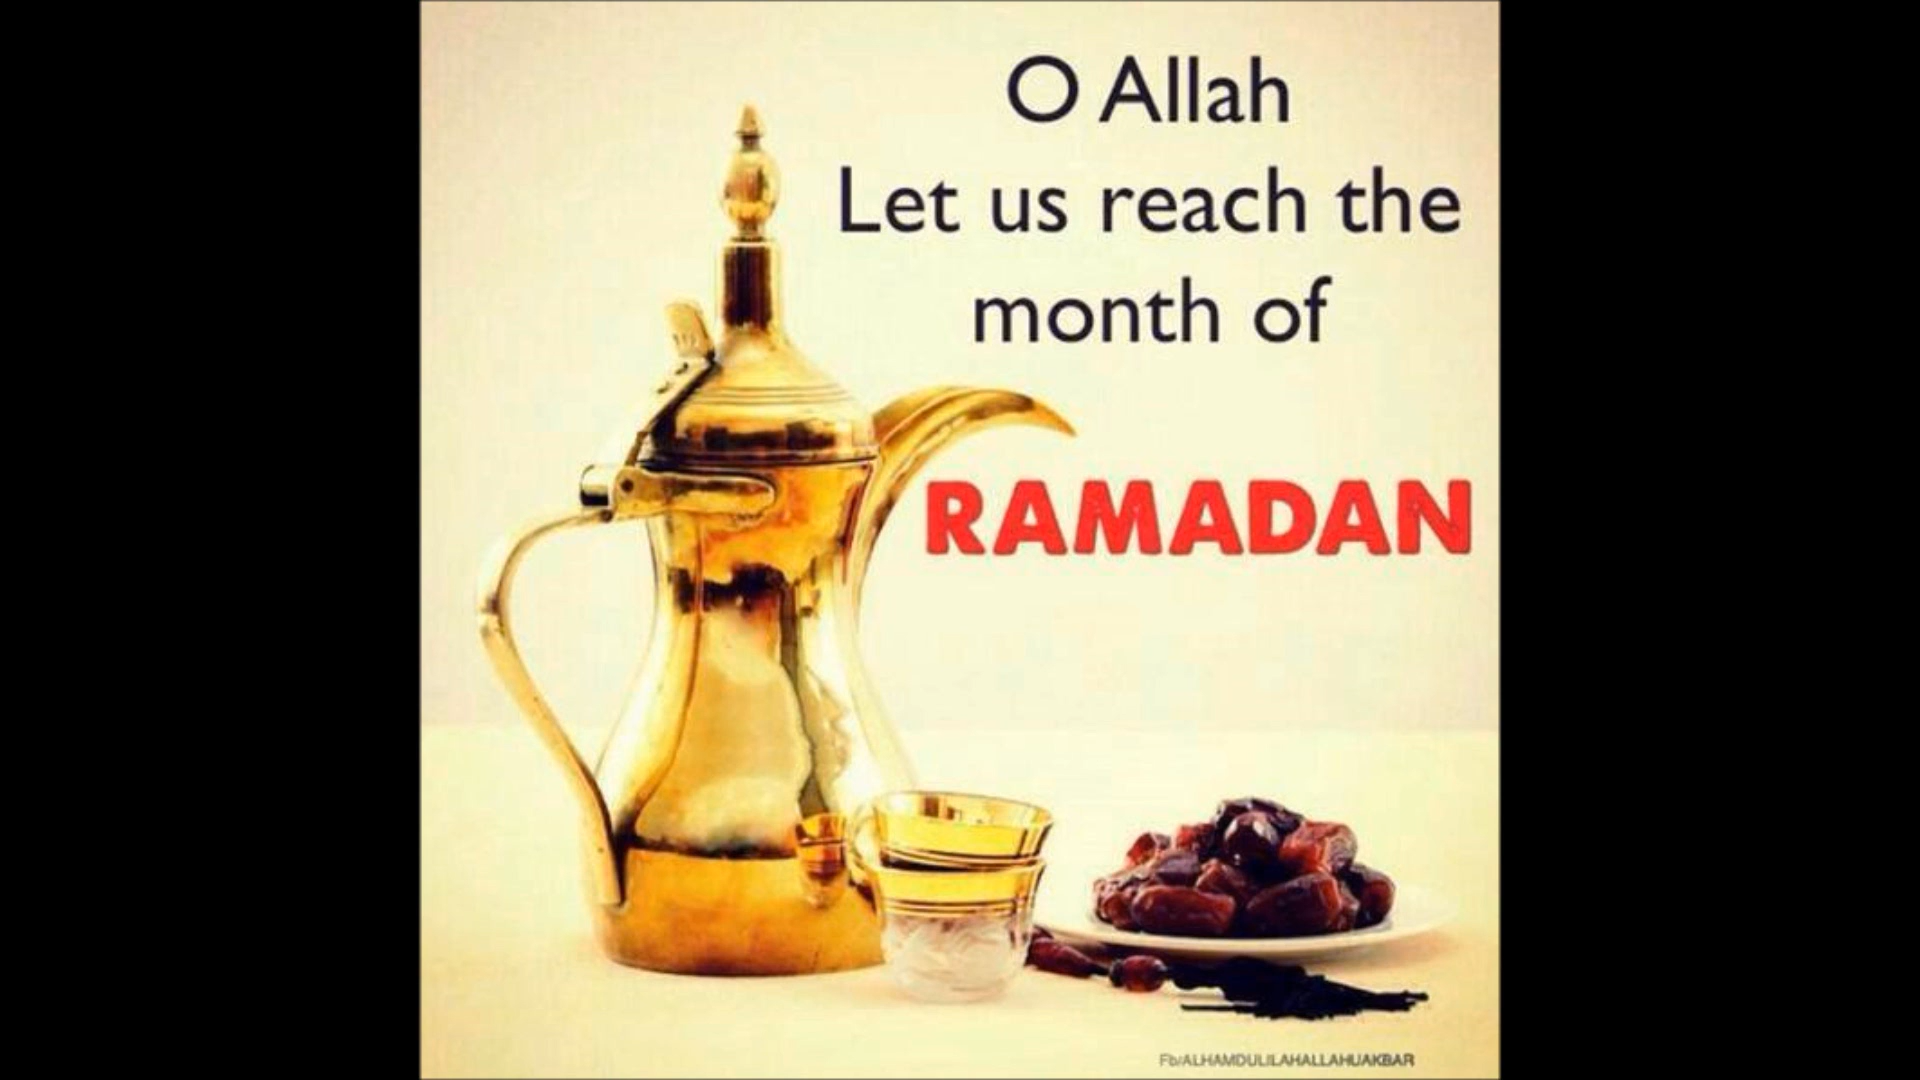 O Allah
Let us reach the
month of
RAMADAN
Fb/ALHAMDULILAHALLAHUAKBAR